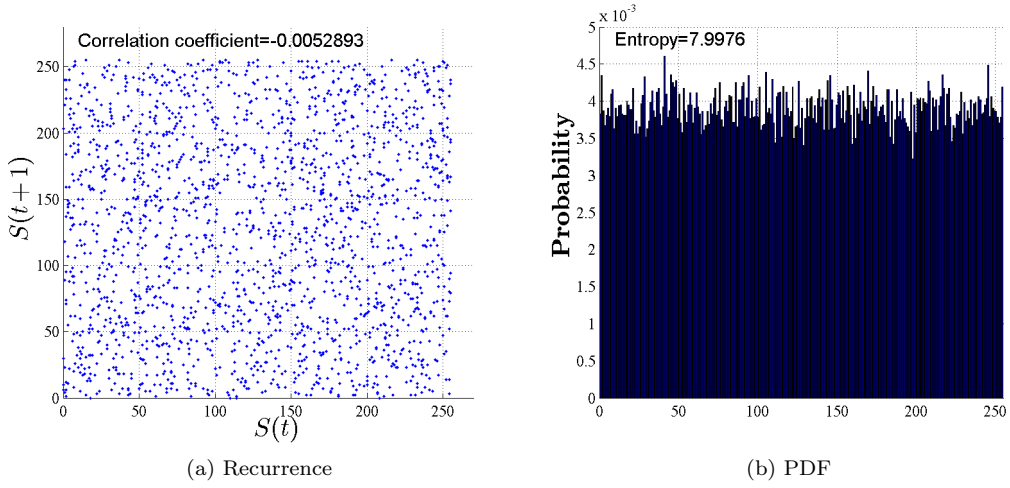 Correlation coefficient=-0.0052893
250
200
150
100
50
0
S(t + 1)
0 50 100 150 200 250
S(t)
(a) Recurrence
x 10⁻³
Entropy=7.9976
5
4.5
4
3.5
3
2.5
2
1.5
1
0.5
0
Probability
0 50 100 150 200 250
(b) PDF